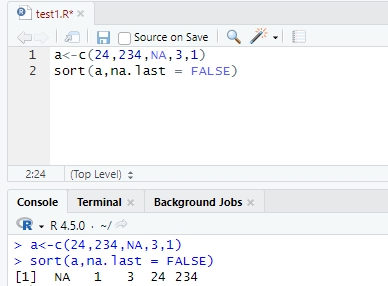 test1.R*
Source on Save
1 a<-c(24,234,NA,3,1)
2 sort(a,na.last = FALSE)
2:24 (Top Level)
Console Terminal Background Jobs
R 4.5.0 · ~/
> a<-c(24,234,NA,3,1)
> sort(a,na.last = FALSE)
[1]  NA   1   3  24 234